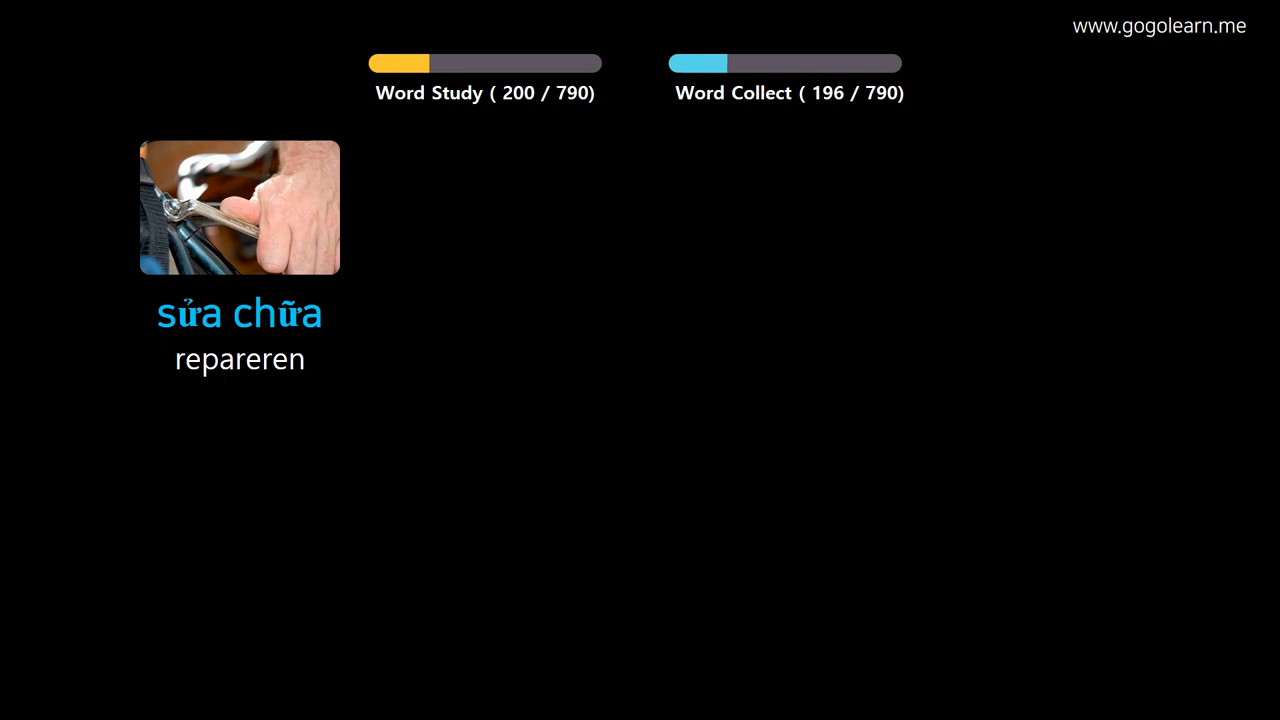 www.gogolearn.me
Word Study ( 200 / 790)
Word Collect ( 196 / 790)
sửa chữa
repareren